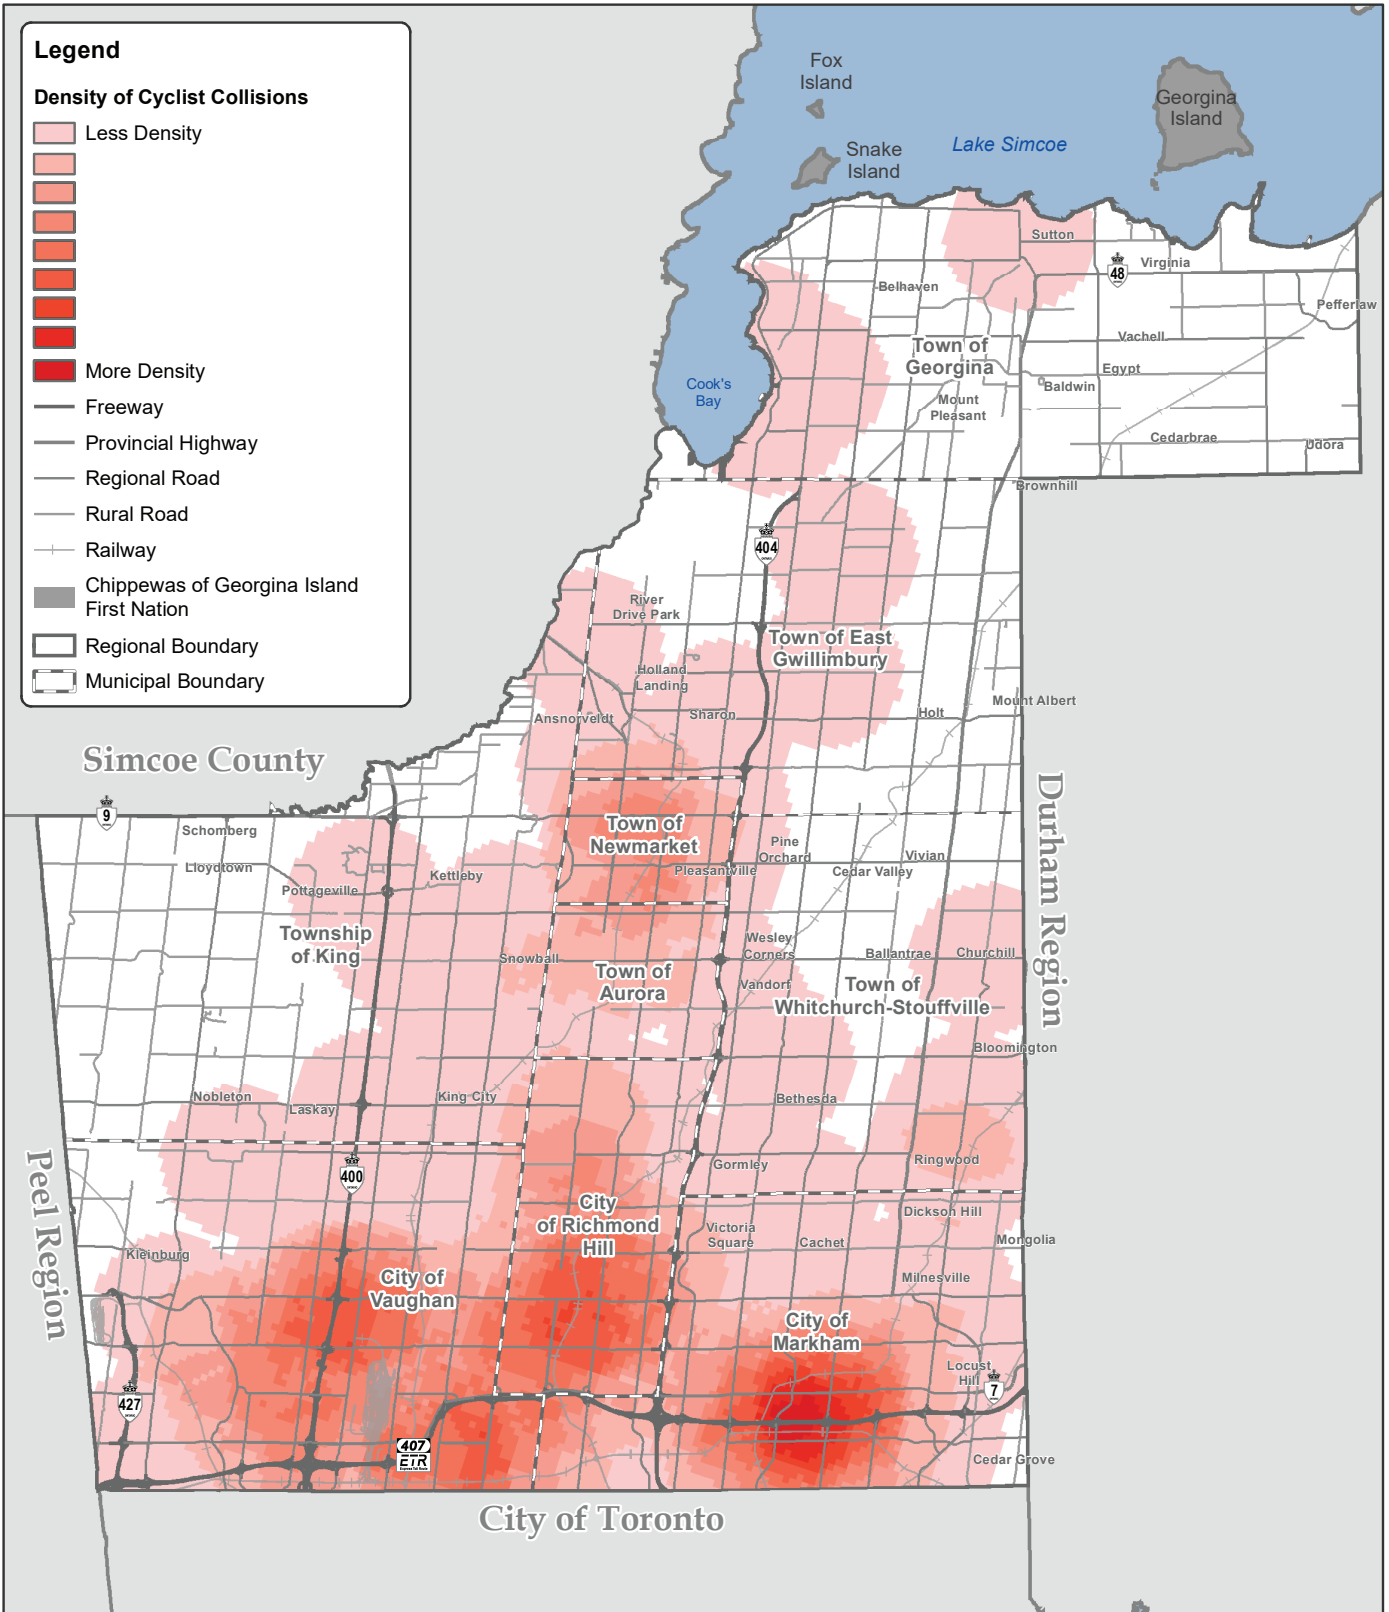 Legend
Density of Cyclist Collisions
Less Density
More Density
Freeway
Provincial Highway
Regional Road
Rural Road
Railway
Chippewas of Georgina Island
First Nation
Regional Boundary
Municipal Boundary
Fox
Island
Georgina
Island
Snake
Island
Lake Simcoe
Sutton
Virginia
48
Belhaven
Pefferlaw
Town of
Georgina
Vachell
Egypt
Baldwin
Cook's
Bay
Mount
Pleasant
Cedarbrae
Udora
Brownhill
404
River
Drive Park
Town of East
Gwillimbury
Holland
Landing
Mount Albert
Ansnorveldt
Sharon
Holt
Simcoe County
Durham Region
9
Schomberg
Town of
Newmarket
Pine
Orchard
Vivian
Lloydtown
Kettleby
Pleasantville
Cedar Valley
Pottageville
Township
of King
Wesley
Corners
Snowball
Ballantrae
Churchill
Town of
Aurora
Vandorf
Town of
Whitchurch-Stouffville
Bloomington
Nobleton
Laskay
King City
Bethesda
Peel Region
400
Gormley
Ringwood
City
of Richmond
Hill
Dickson Hill
Victoria
Square
Cachet
Mongolia
Kleinburg
City of
Vaughan
Milnesville
City of
Markham
Locust
Hill
7
427
407
ETR
Cedar Grove
City of Toronto